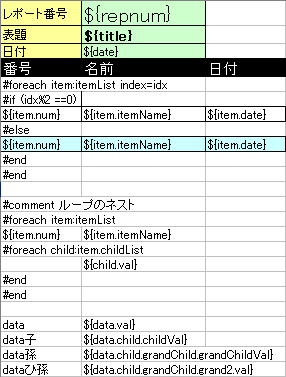 レポート番号 ${repnum}
表題 ${title}
日付 ${date}
番号 名前 日付
#foreach item:itemList index=idx
#if (idx%2 ==0)
${item.num} ${item.itemName} ${item.date}
#else
${item.num} ${item.itemName} ${item.date}
#end
#end
#comment ループのネスト
#foreach item:itemList
${item.num} ${item.itemName}
#foreach child:item.childList
${child.val}
#end
#end
data ${data.val}
data子 ${data.child.childVal}
data孫 ${data.child.grandChild.grandChildVal}
dataひ孫 ${data.child.grandChild.grand2.val}